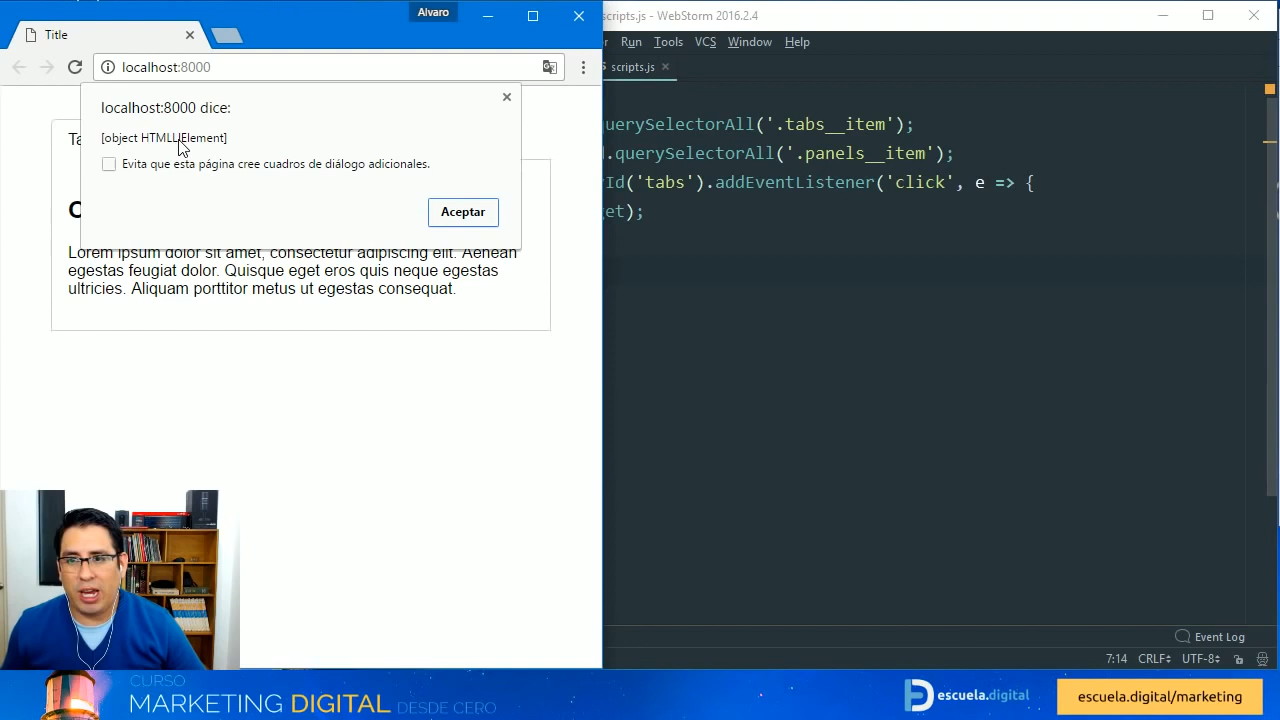 Alvaro
Title
localhost:8000
localhost:8000 dice:
Evita que esta página cree cuadros de diálogo adicionales.
Aceptar
Lorem ipsum dolor sit amet, consectetur adipiscing elit. Aenean
egestas feugiat dolor. Quisque eget eros quis neque egestas
ultricies. Aliquam porttitor metus ut egestas consequat.
scripts.js - WebStorm 2016.2.4
Run Tools VCS Window Help
scripts.js
uerySelectorAll('.tabs__item');
.querySelectorAll('.panels__item');
Id('tabs').addEventListener('click', e => {
et);
Event Log
7:14 CRLF UTF-8
CURSO
MARKETING DIGITAL DESDE CERO
escuela.digital
escuela.digital/marketing